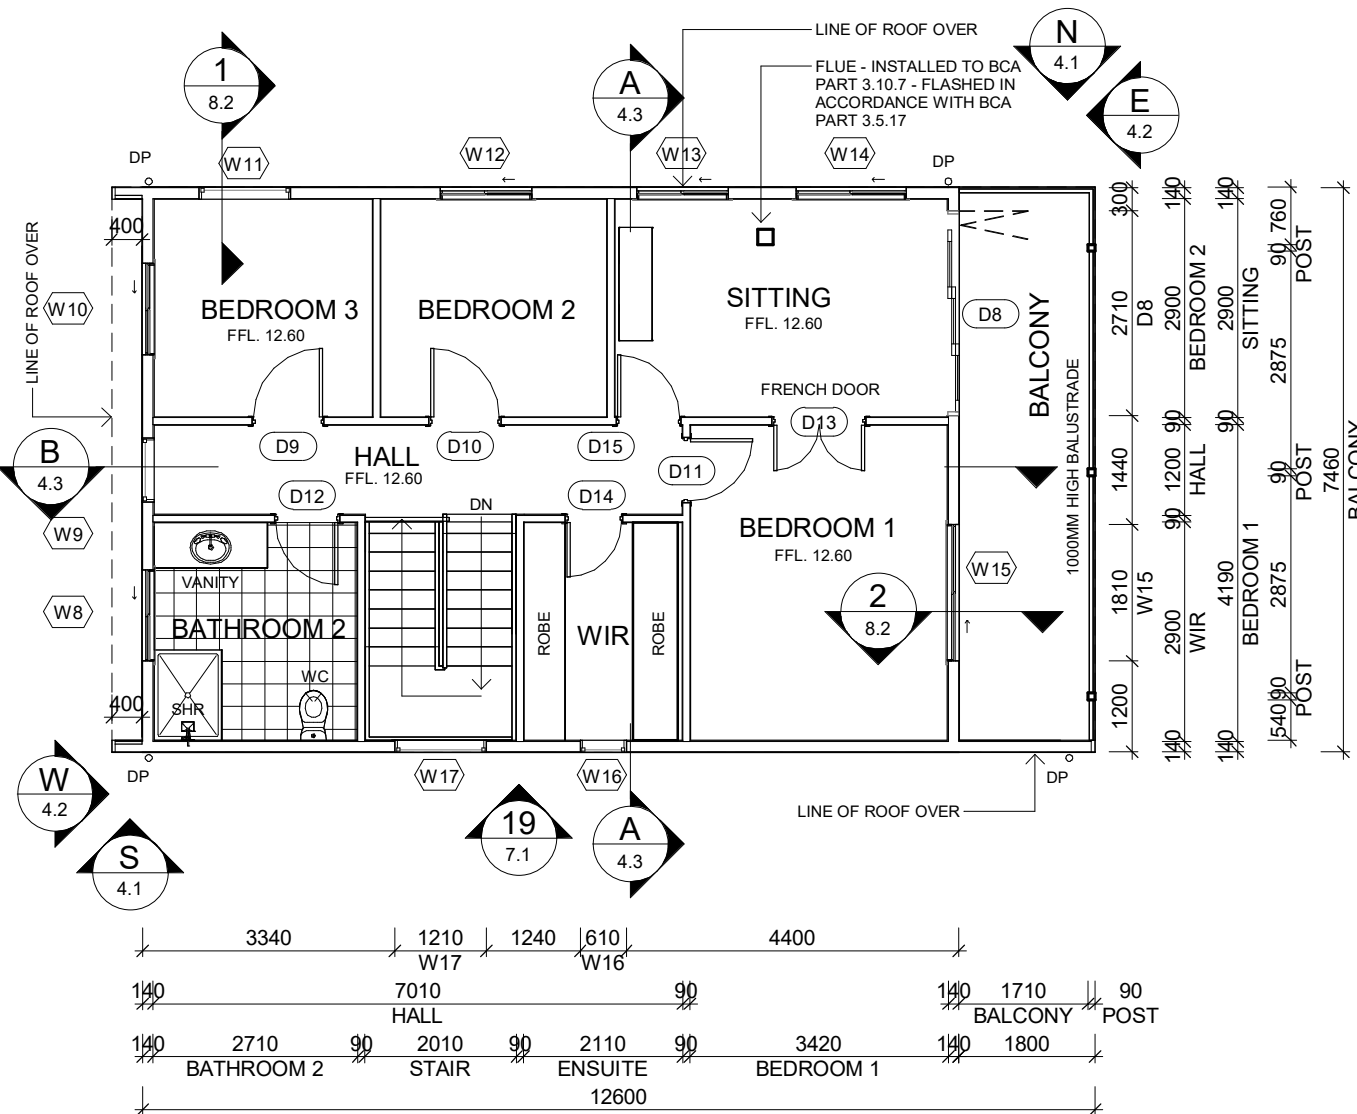 LINE OF ROOF OVER
FLUE - INSTALLED TO BCA
PART 3.10.7 - FLASHED IN
ACCORDANCE WITH BCA
PART 3.5.17
1
8.2
A
4.3
N
4.1
E
4.2
DP
W11
W12
W13
W14
DP
400
LINE OF ROOF OVER
W10
BEDROOM 3
FFL. 12.60
BEDROOM 2
SITTING
FFL. 12.60
D8
BALCONY
1000MM HIGH BALUSTRADE
FRENCH DOOR
D13
D9
D10
D15
D11
HALL
FFL. 12.60
D12
D14
DN
B
4.3
W9
W8
VANITY
BATHROOM 2
WC
SHR
ROBE
WIR
ROBE
BEDROOM 1
FFL. 12.60
2
8.2
W15
400
DP
W17
W16
DP
LINE OF ROOF OVER
W
4.2
S
4.1
19
7.1
A
4.3
300
2710
D8
1440
1810
W15
1200
140
2900
BEDROOM 2
90
1200
HALL
90
2900
WIR
140
140
2900
SITTING
90
4190
BEDROOM 1
140
760
90
POST
2875
90
POST
2875
90
POST
540
7460
BALCONY
3340
1210
W17
1240
610
W16
4400
140
7010
HALL
90
140
1710
BALCONY
90
POST
140
2710
BATHROOM 2
90
2010
STAIR
90
2110
ENSUITE
90
3420
BEDROOM 1
140
1800
12600